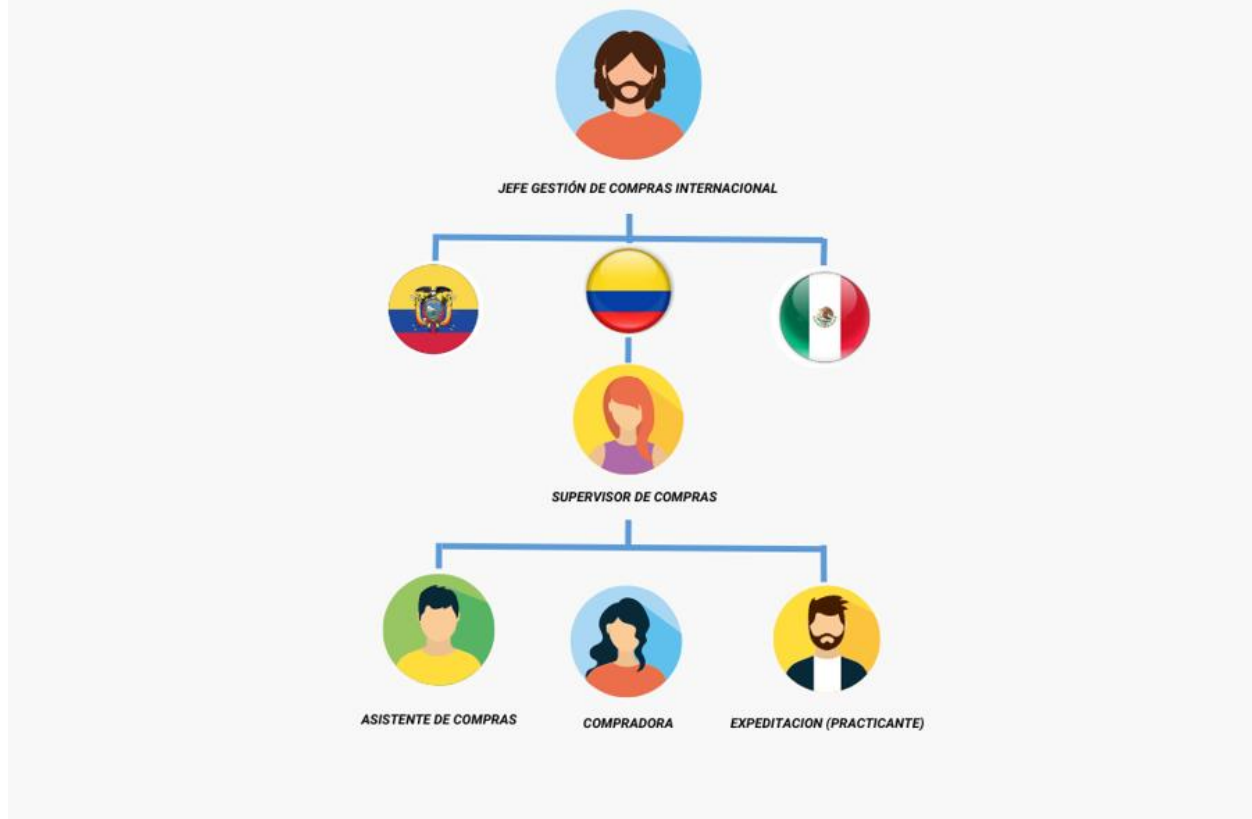 JEFE GESTIÓN DE COMPRAS INTERNACIONAL
SUPERVISOR DE COMPRAS
ASISTENTE DE COMPRAS
COMPRADORA
EXPEDITACION (PRACTICANTE)